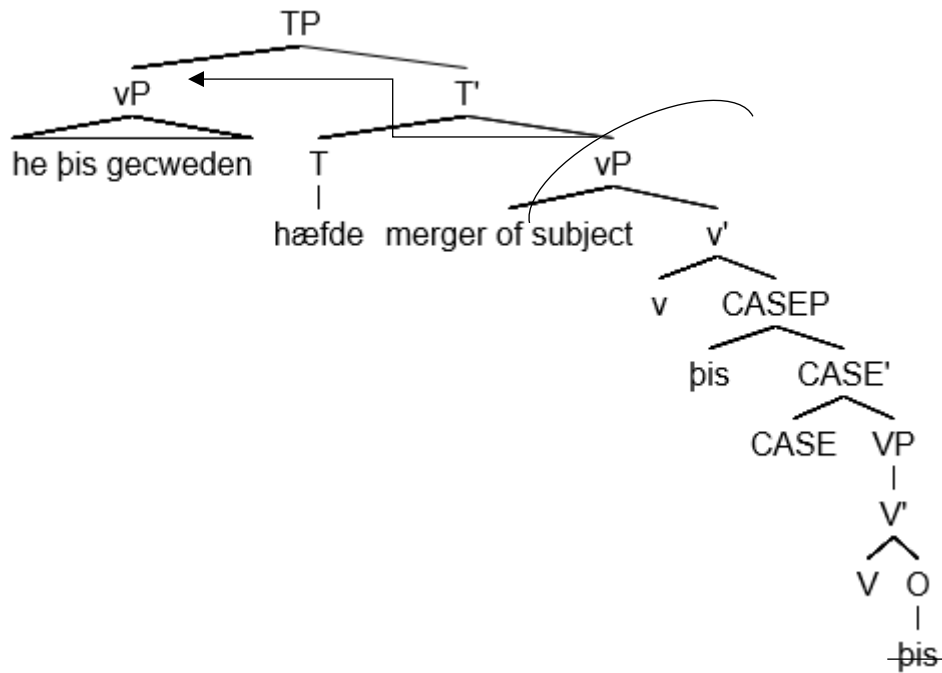 TP
vP T'
he þis gecweden T vP
hæfde merger of subject v'
v CASEP
þis CASE'
CASE VP
V'
V O
þis